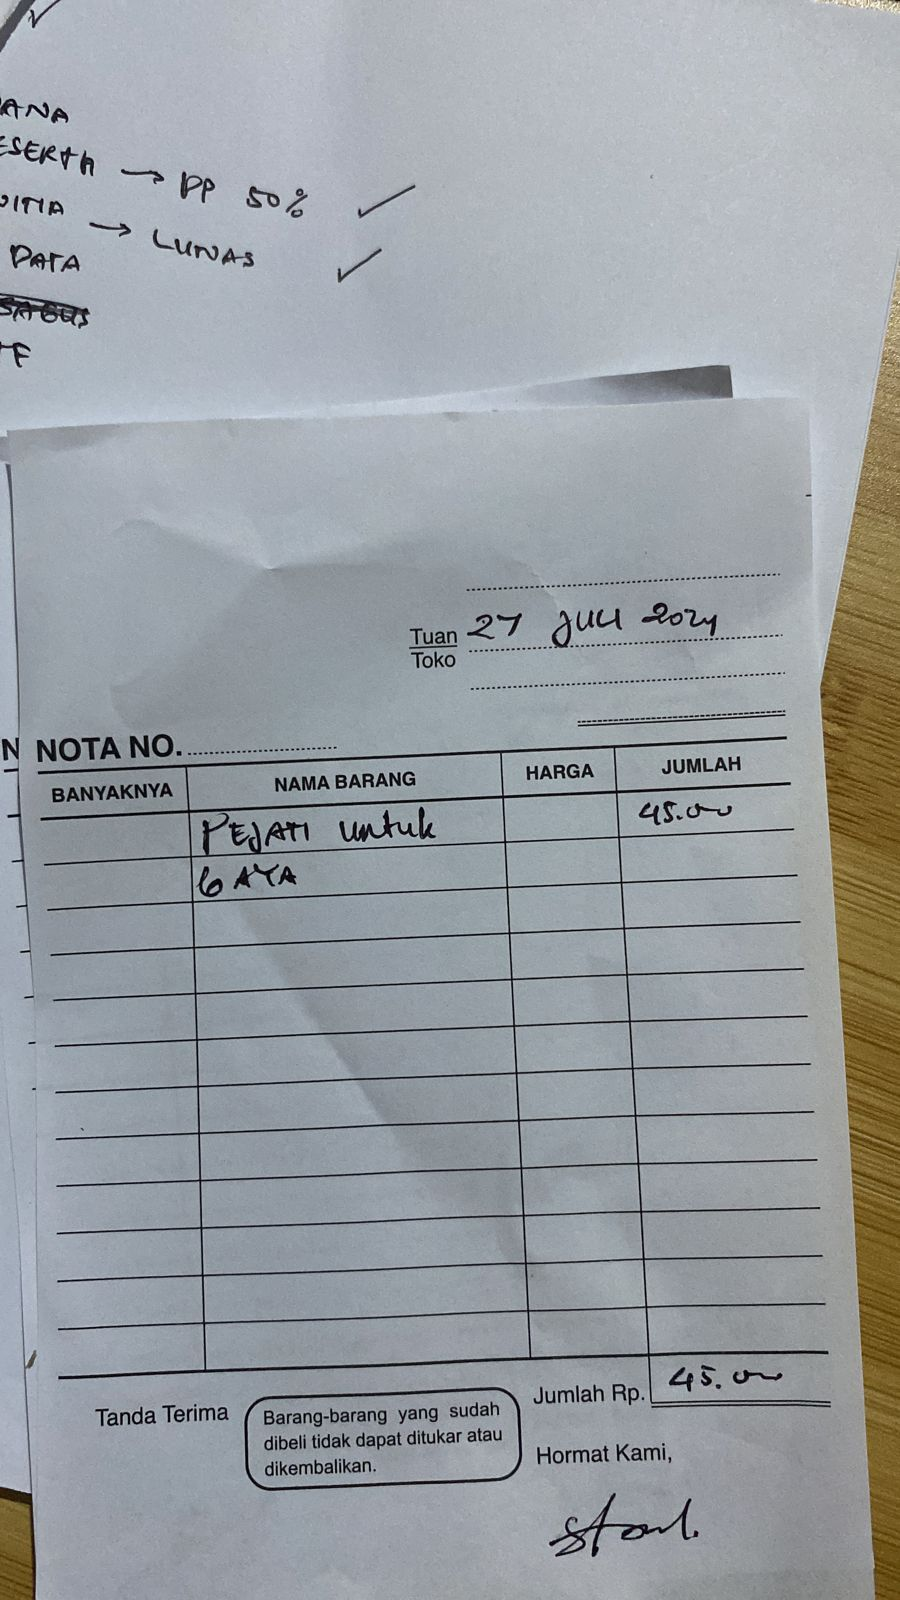 ANA
ESERTA → DP 50% ✓
→ LUNAS ✓
DATA
TF
27 JULI 2024
Tuan
Toko
NOTA NO.
BANYAKNYA NAMA BARANG HARGA JUMLAH
PEJATI untuk 45.000
GAYA
Jumlah Rp. 45.000
Tanda Terima
Barang-barang yang sudah
dibeli tidak dapat ditukar atau
dikembalikan.
Hormat Kami,